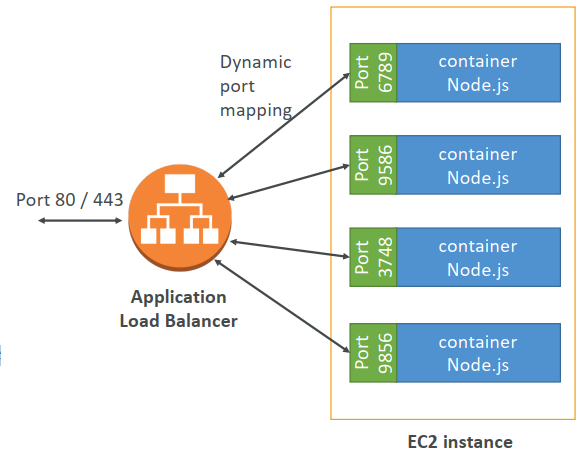 Dynamic
port
mapping
Port 80 / 443
Application
Load Balancer
Port
6789
container
Node.js
Port
9586
container
Node.js
Port
3748
container
Node.js
Port
9856
container
Node.js
EC2 instance